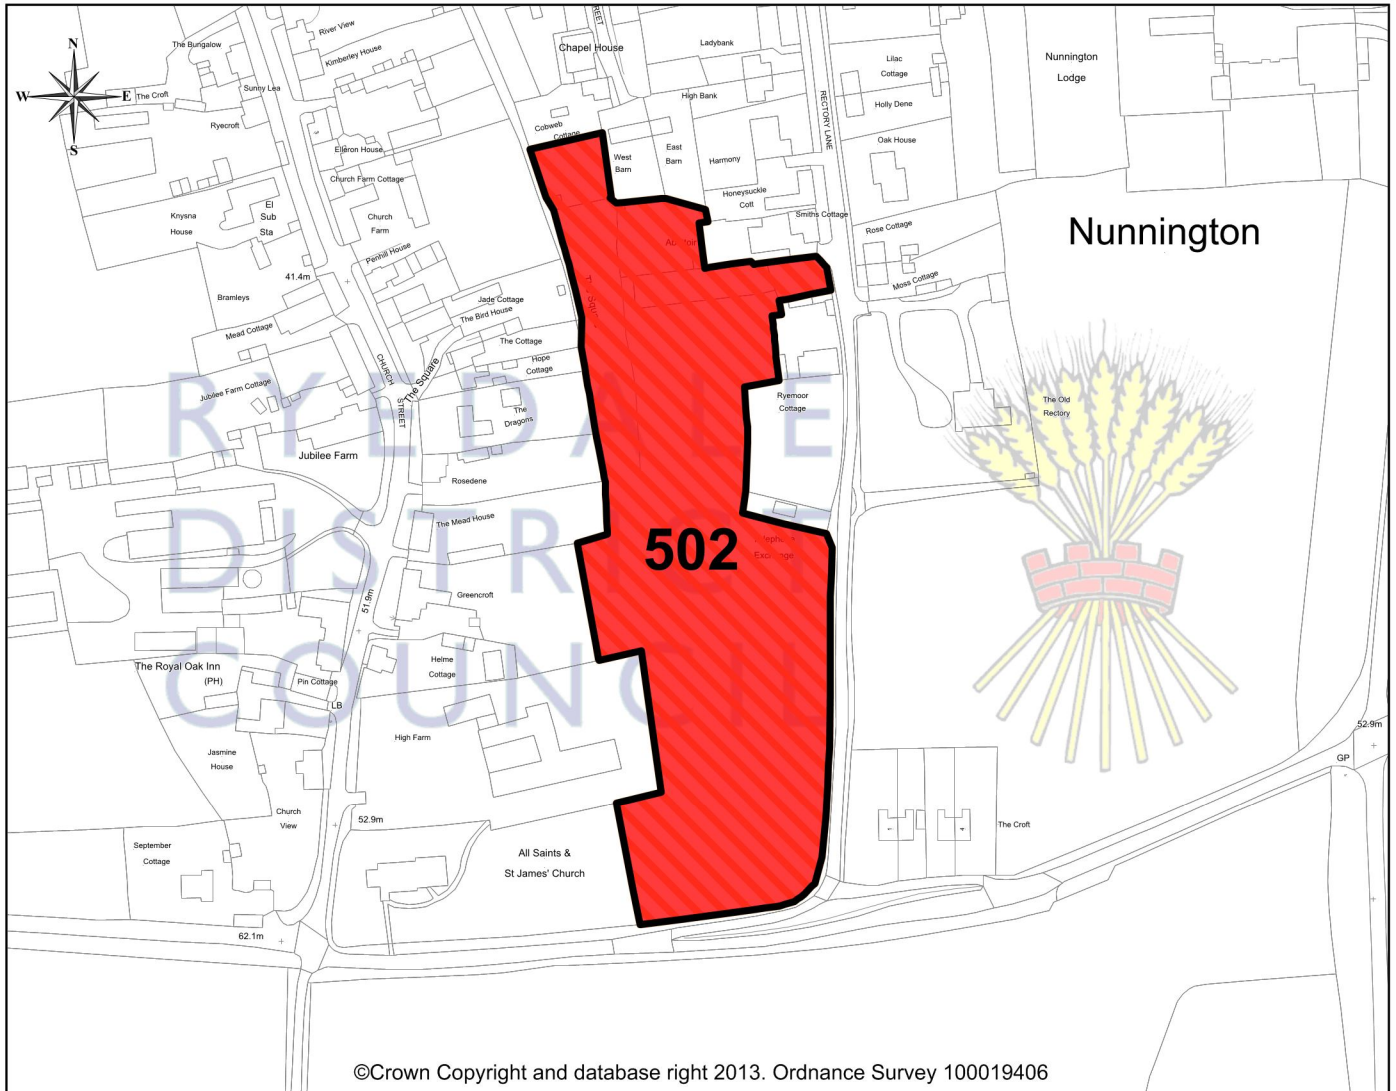 N
W
E
S
The Bungalow
River View
Kimberley House
The Croft
Sunny Lea
Ryecroft
Elleron House
Church Farm Cottage
Knysna
House
El
Sub
Sta
Church
Farm
Penhill House
41.4m
Bramleys
Mead Cottage
Jade Cottage
The Bird House
The Cottage
Hope
Cottage
CHURCH
STREET
The Square
Jubilee Farm Cottage
The
Dragons
Jubilee Farm
Rosedene
The Mead House
51.9m
Greencroft
Helme
Cottage
The Royal Oak Inn
(PH)
Pin Cottage
LB
High Farm
Jasmine
House
Church
View
52.9m
September
Cottage
All Saints &
St James' Church
62.1m
Chapel House
Ladybank
High Bank
Cobweb
Cottage
West
Barn
East
Barn
Harmony
Honeysuckle
Cott
RECTORY LANE
Smiths Cottage
Lilac
Cottage
Holly Dene
Oak House
Rose Cottage
Moss Cottage
Nunnington
Lodge
Nunnington
Ryemoor
Cottage
The Old
Rectory
502
Telephone
Exchange
1
4
The Croft
GP
52.9m
RYEDALE
DISTRICT
COUNCIL
©Crown Copyright and database right 2013. Ordnance Survey 100019406